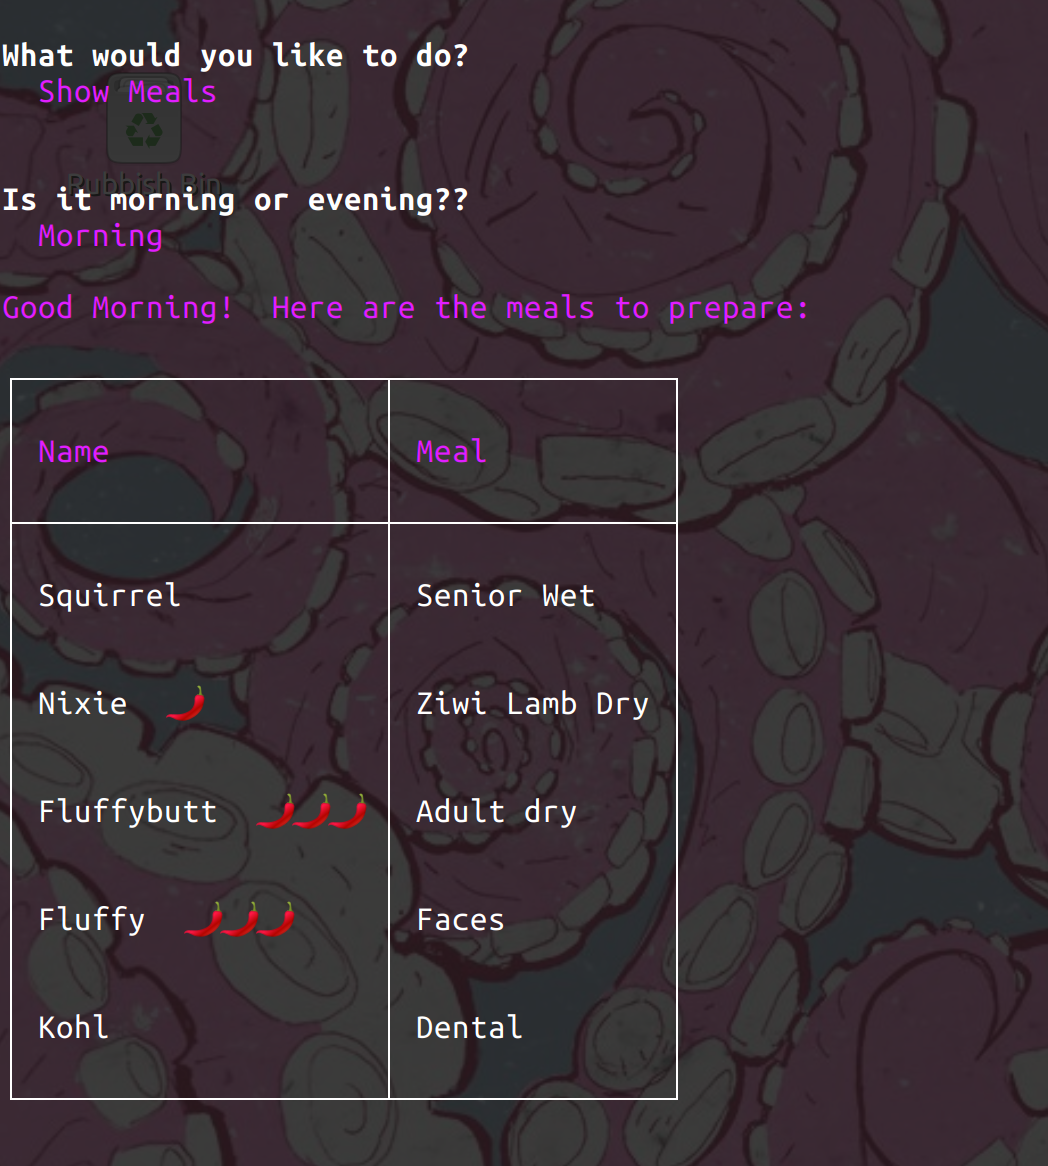 What would you like to do?
Show Meals
Rubbish Bin
Is it morning or evening??
Morning
Good Morning!  Here are the meals to prepare:
Name Meal
Squirrel Senior Wet
Nixie Ziwi Lamb Dry
Fluffybutt Adult dry
Fluffy Faces
Kohl Dental